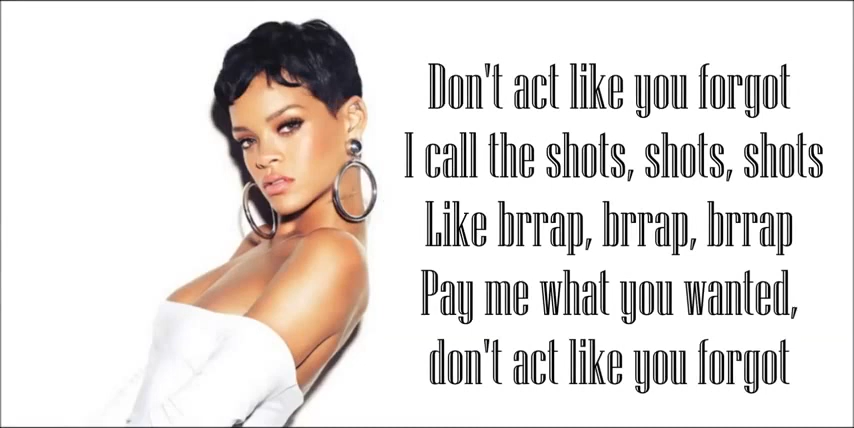 Don't act like you forgot
I call the shots, shots, shots
Like brrap, brrap, brrap
Pay me what you wanted,
don't act like you forgot